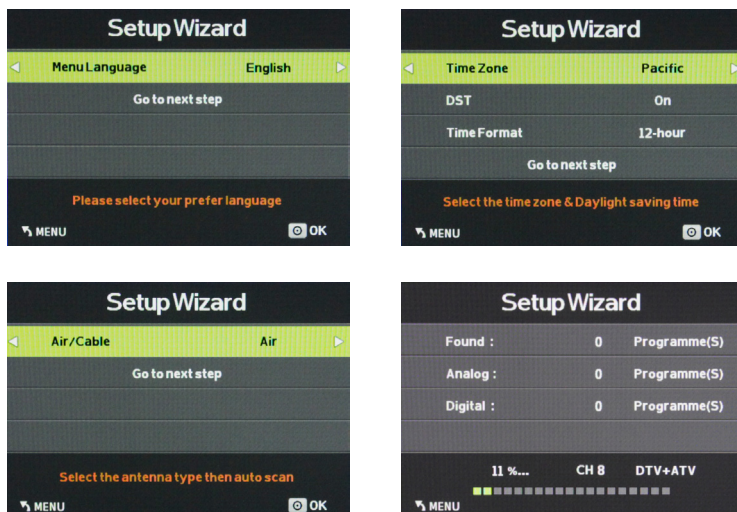 Setup Wizard
Menu Language English
Go to next step
Please select your prefer language
MENU OK
Setup Wizard
Time Zone Pacific
DST On
Time Format 12-hour
Go to next step
Select the time zone & Daylight saving time
MENU OK
Setup Wizard
Air/Cable Air
Go to next step
Select the antenna type then auto scan
MENU OK
Setup Wizard
Found : 0 Programme(S)
Analog : 0 Programme(S)
Digital : 0 Programme(S)
11 %... CH 8 DTV+ATV
MENU